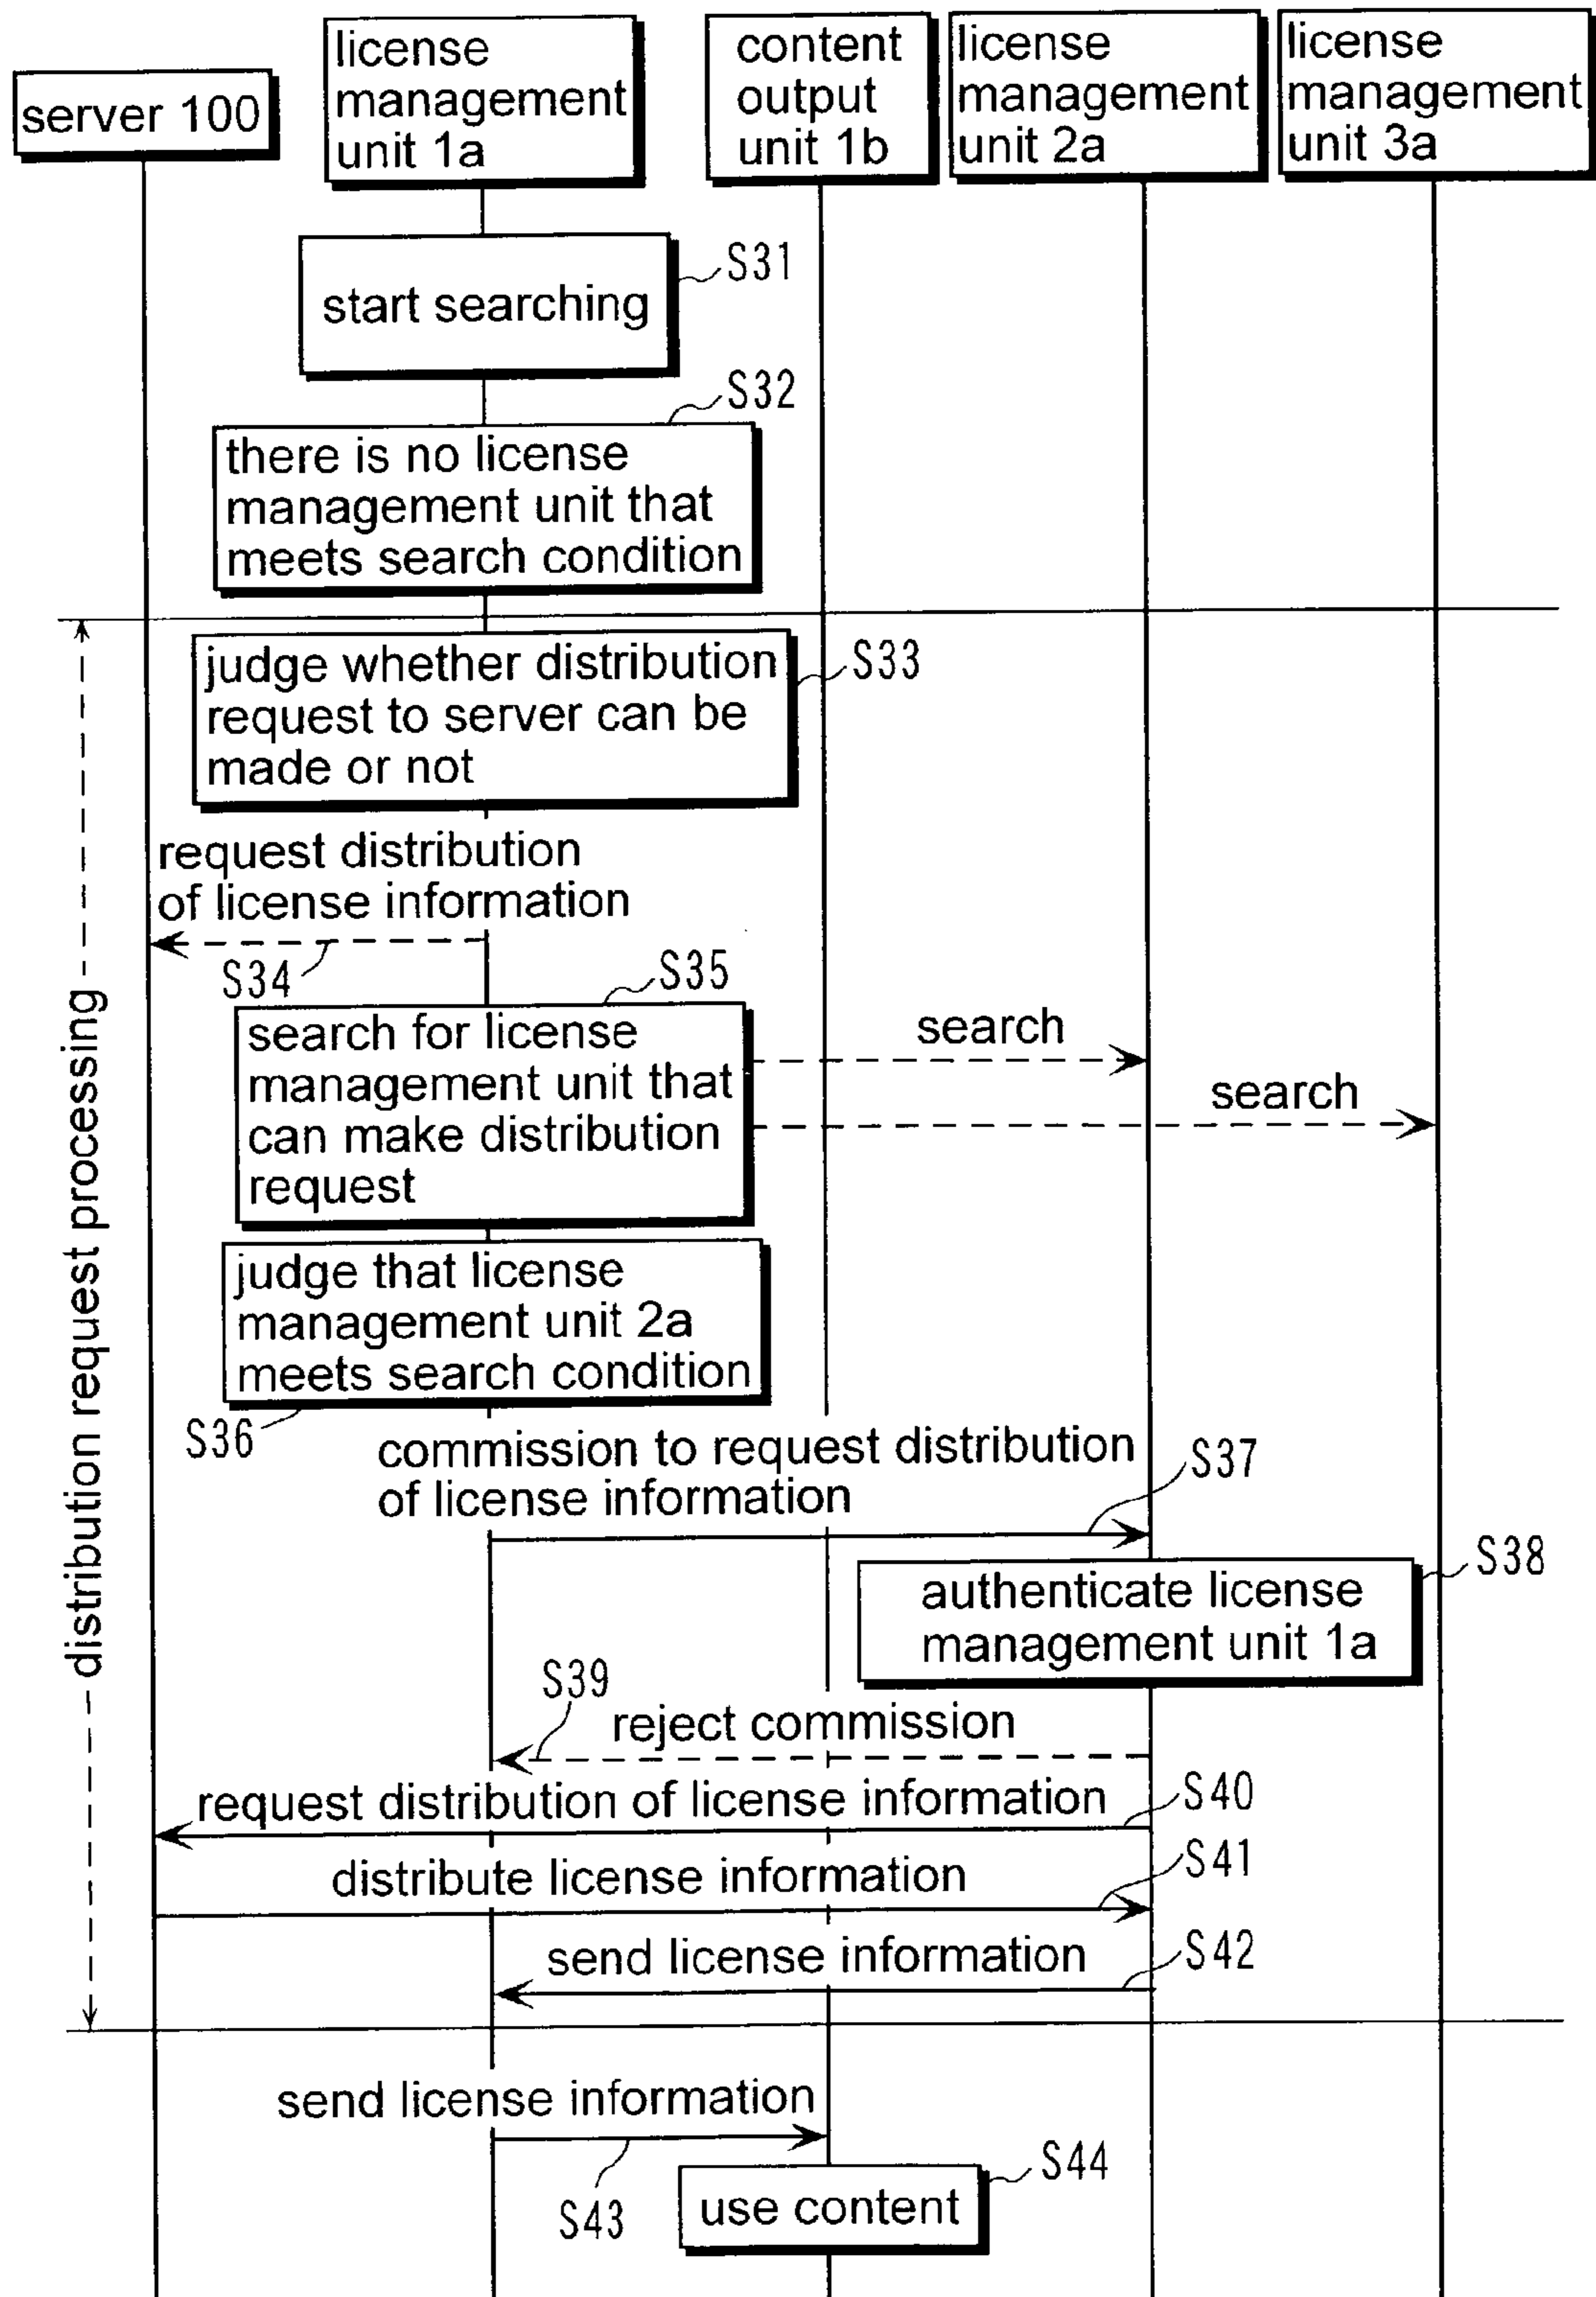 server 100
license
management
unit 1a
content
output
unit 1b
license
management
unit 2a
license
management
unit 3a
start searching
S31
S32
there is no license
management unit that
meets search condition
judge whether distribution
request to server can be
made or not
S33
request distribution
of license information
S34
S35
search for license
management unit that
can make distribution
request
search
search
judge that license
management unit 2a
meets search condition
S36
commission to request distribution
of license information
S37
authenticate license
management unit 1a
S38
S39
reject commission
request distribution of license information
S40
distribute license information
S41
send license information
S42
distribution request processing
send license information
S43
use content
S44